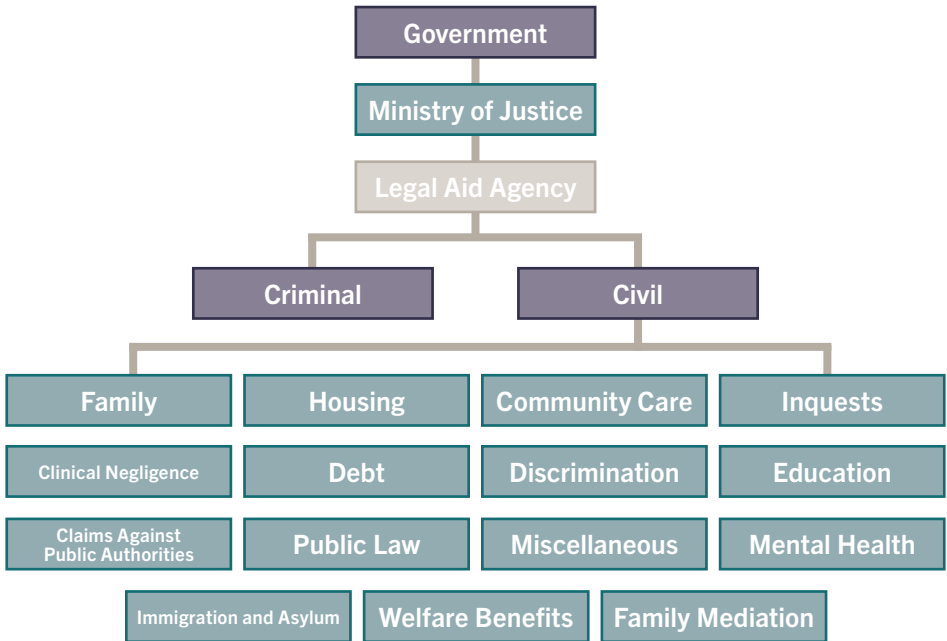 Government
Ministry of Justice
Legal Aid Agency
Criminal
Civil
Family
Housing
Community Care
Inquests
Clinical Negligence
Debt
Discrimination
Education
Claims Against
Public Authorities
Public Law
Miscellaneous
Mental Health
Immigration and Asylum
Welfare Benefits
Family Mediation